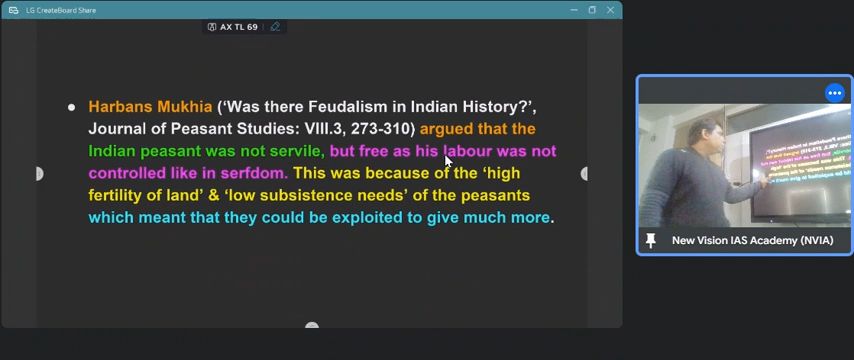 LG CreateBoard Share
AX TL 69
• Harbans Mukhia (‘Was there Feudalism in Indian History?’,
Journal of Peasant Studies: VIII.3, 273-310) argued that the
Indian peasant was not servile, but free as his labour was not
controlled like in serfdom. This was because of the ‘high
fertility of land’ & ‘low subsistence needs’ of the peasants
which meant that they could be exploited to give much more.
New Vision IAS Academy (NVIA)